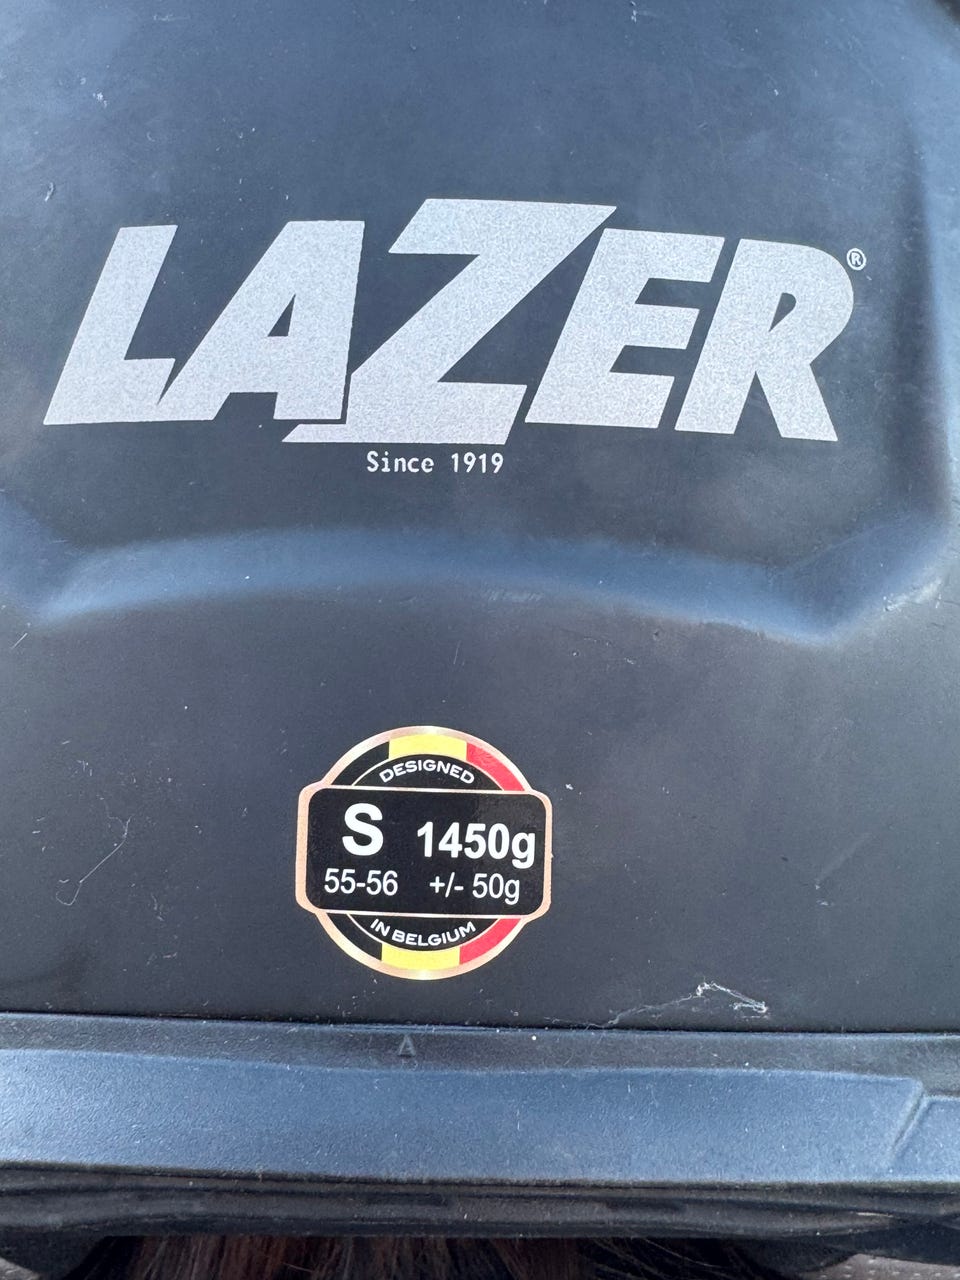 LAZER®
Since 1919
DESIGNED
S 1450g
55-56 +/- 50g
IN BELGIUM